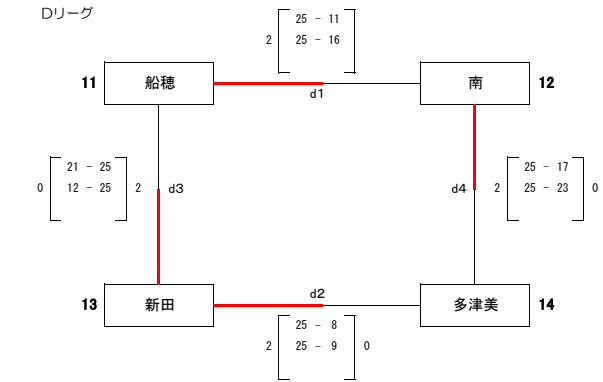 Dリーグ
25 - 11
2 25 - 16
11 船穂 南 12
d1
21 - 25
0 12 - 25 2 d3
25 - 17
d4 2 25 - 23 0
d2
13 新田 多津美 14
25 - 8
2 25 - 9 0